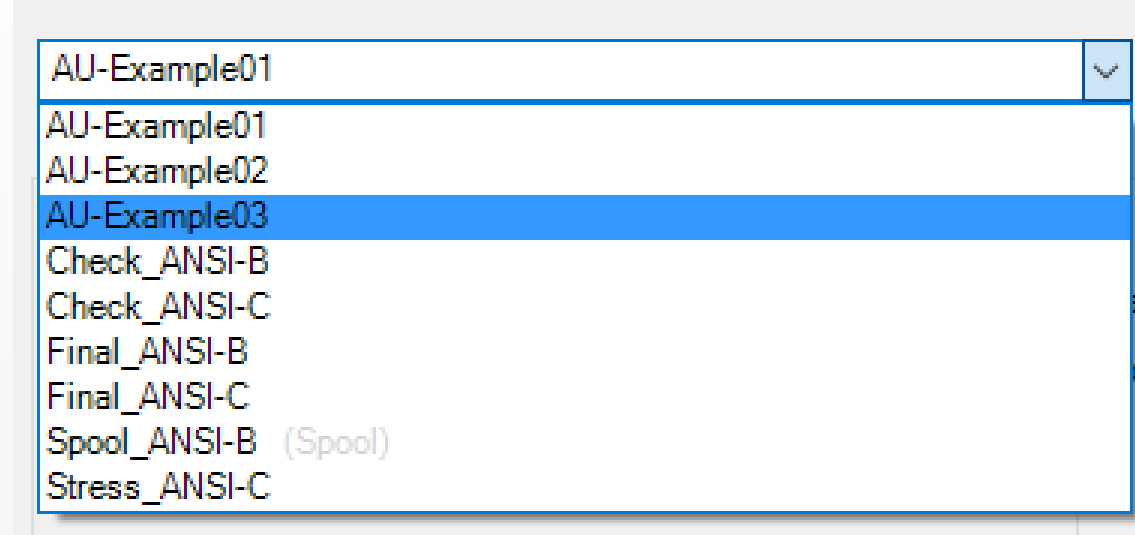 AU-Example01
AU-Example01
AU-Example02
AU-Example03
Check_ANSI-B
Check_ANSI-C
Final_ANSI-B
Final_ANSI-C
Spool_ANSI-B (Spool)
Stress_ANSI-C